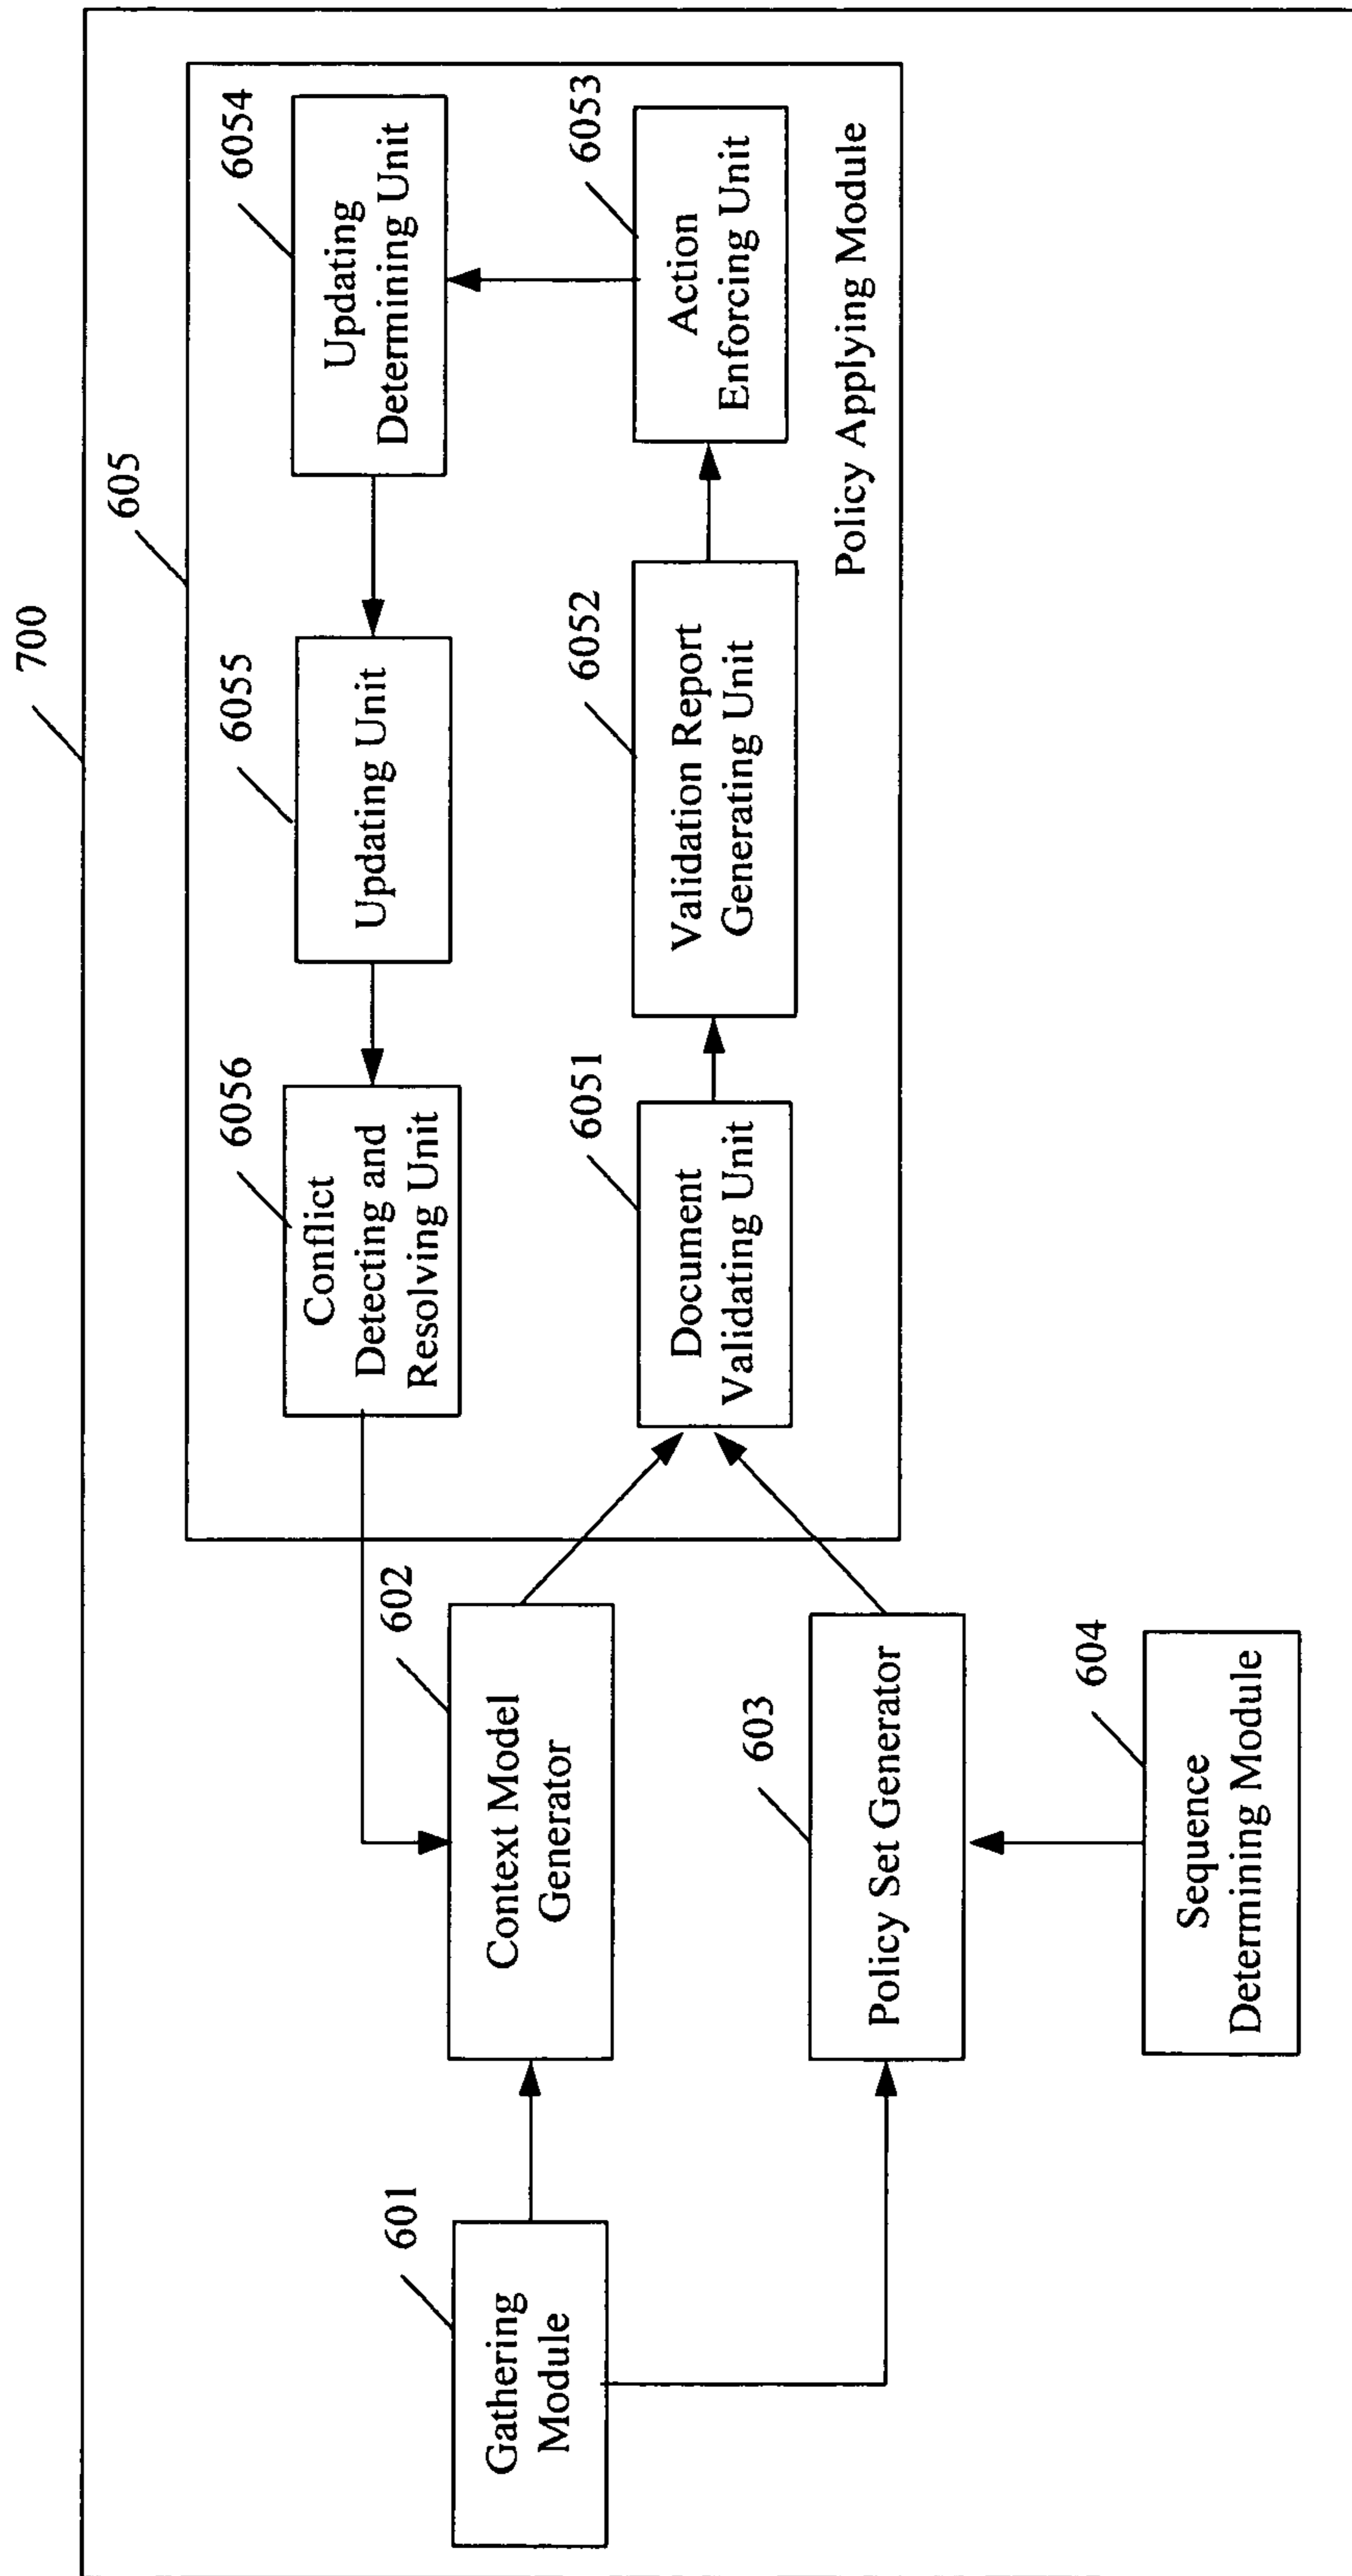 700
605
6054
Updating
Determining Unit
6055
Updating Unit
6056
Conflict
Detecting and
Resolving Unit
6053
Action
Enforcing Unit
6052
Validation Report
Generating Unit
6051
Document
Validating Unit
Policy Applying Module
602
Context Model
Generator
601
Gathering
Module
603
Policy Set Generator
604
Sequence
Determining Module